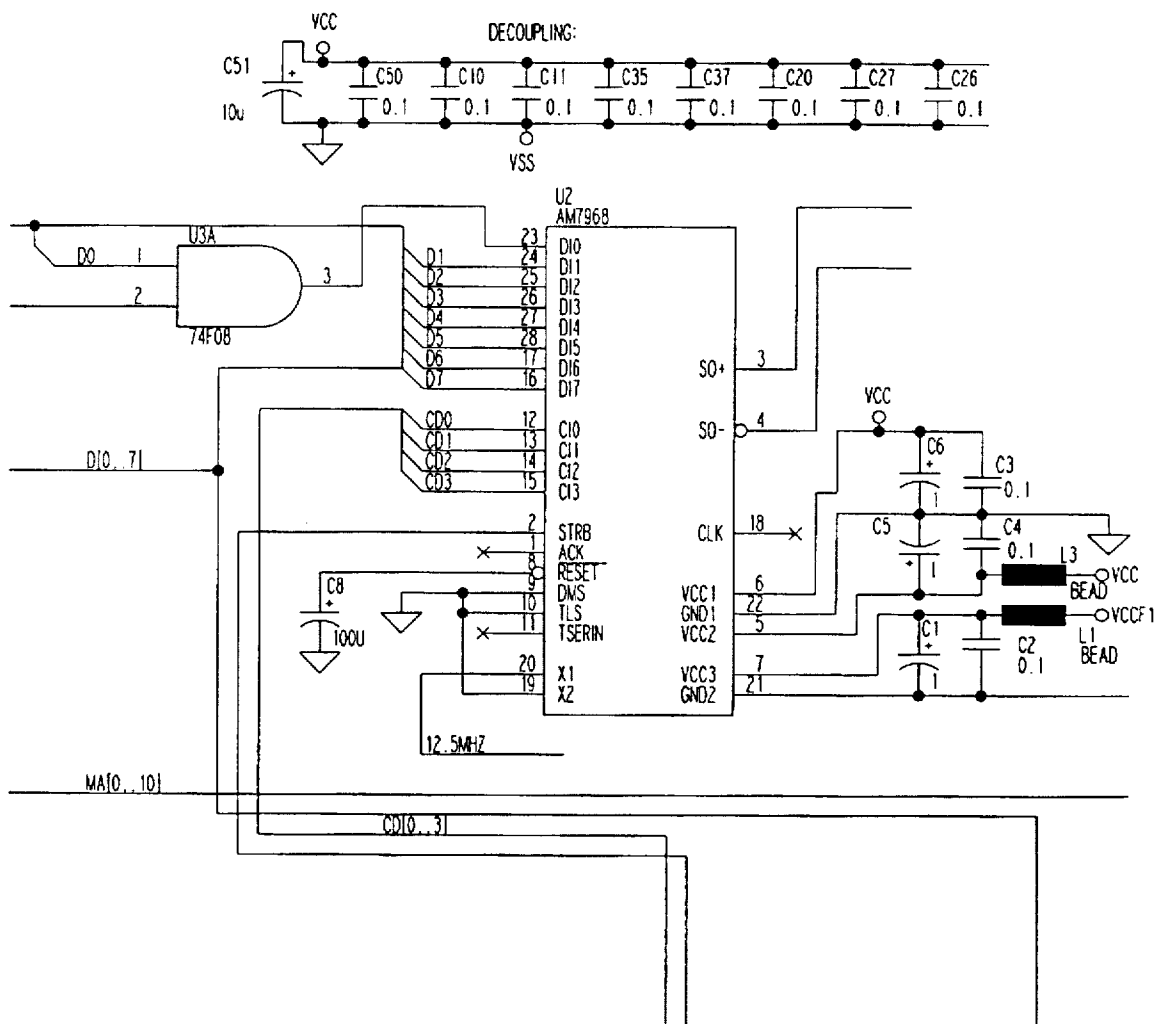 VCC
DECOUPLING:
C51
+
10u
C50
0.1
C10
0.1
C11
0.1
C35
0.1
C37
0.1
C20
0.1
C27
0.1
C26
0.1
VSS
U2
AM7968
U3A
D0
1
2
3
74F08
23
DI0
D1
24
DI1
D2
25
DI2
D3
26
DI3
D4
27
DI4
D5
28
DI5
D6
17
DI6
D7
16
DI7
CD0
12
CI0
CD1
13
CI1
CD2
14
CI2
CD3
15
CI3
D[0..7]
2
STRB
1
ACK
8
RESET
9
DMS
10
TLS
11
TSERIN
20
X1
19
X2
C8
+
100U
12.5MHZ
SO+
3
SO-
4
CLK
18
VCC1
6
GND1
22
VCC2
5
VCC3
7
GND2
21
VCC
C6
+
1
C3
0.1
C5
+
1
C4
0.1
L3
BEAD
VCC
C1
+
1
C2
0.1
L1
BEAD
VCCF1
MA[0..10]
CD[0..3]